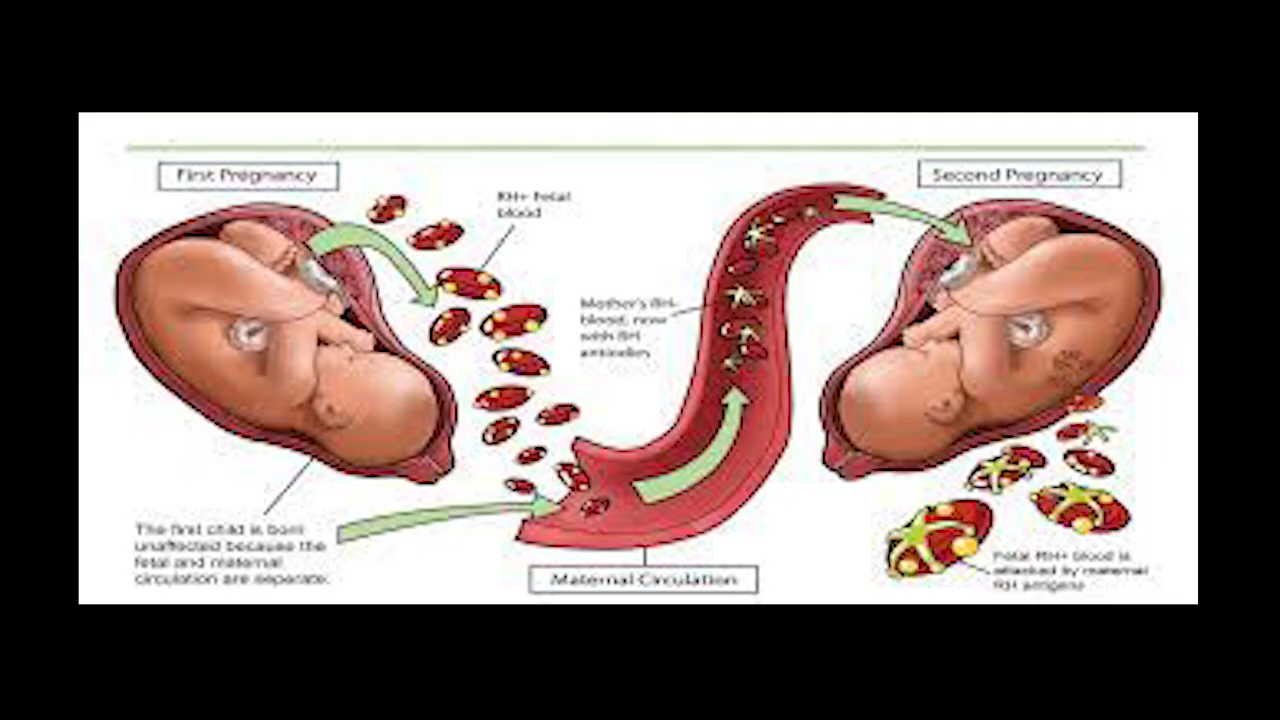 First Pregnancy
RH+ Fetal
blood
Second Pregnancy
Mother's RH-
blood, now
with RH
antibodies
The first child is born
unaffected because the
fetal and maternal
circulation are separate.
Maternal Circulation
Fetal RH+ blood is
attacked by maternal
RH antigens